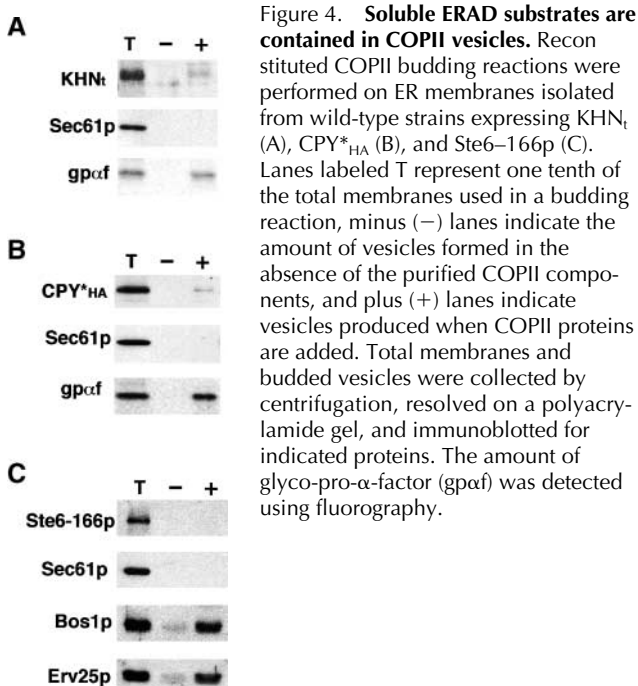 A
T − +
KHNt
Sec61p
gpαf
B
T − +
CPY*HA
Sec61p
gpαf
C
T − +
Ste6-166p
Sec61p
Bos1p
Erv25p
Figure 4. Soluble ERAD substrates are
contained in COPII vesicles. Recon
stituted COPII budding reactions were
performed on ER membranes isolated
from wild-type strains expressing KHNt
(A), CPY*HA (B), and Ste6–166p (C).
Lanes labeled T represent one tenth of
the total membranes used in a budding
reaction, minus (−) lanes indicate the
amount of vesicles formed in the
absence of the purified COPII compo-
nents, and plus (+) lanes indicate
vesicles produced when COPII proteins
are added. Total membranes and
budded vesicles were collected by
centrifugation, resolved on a polyacry-
lamide gel, and immunoblotted for
indicated proteins. The amount of
glyco-pro-α-factor (gpαf) was detected
using fluorography.